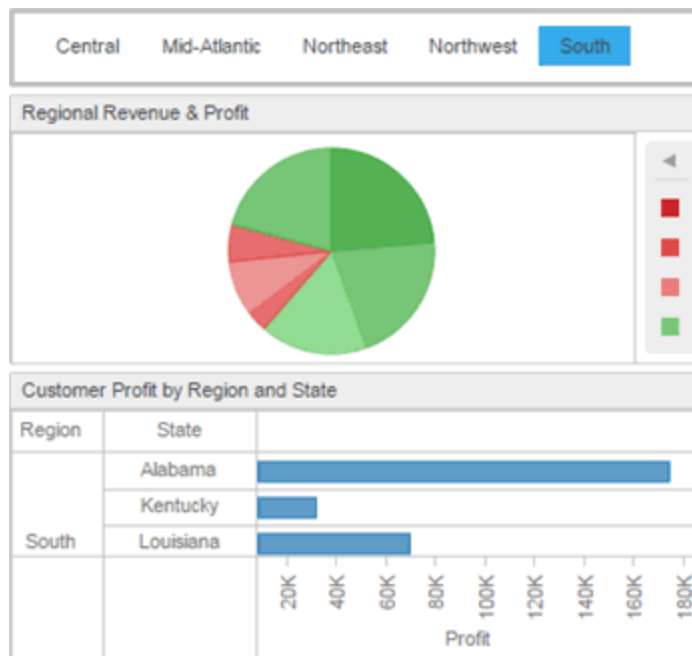 Central Mid-Atlantic Northeast Northwest South
Regional Revenue & Profit
Customer Profit by Region and State
Region State
Alabama
Kentucky
South Louisiana
20K 40K 60K 80K 100K 120K 140K 160K 180K
Profit